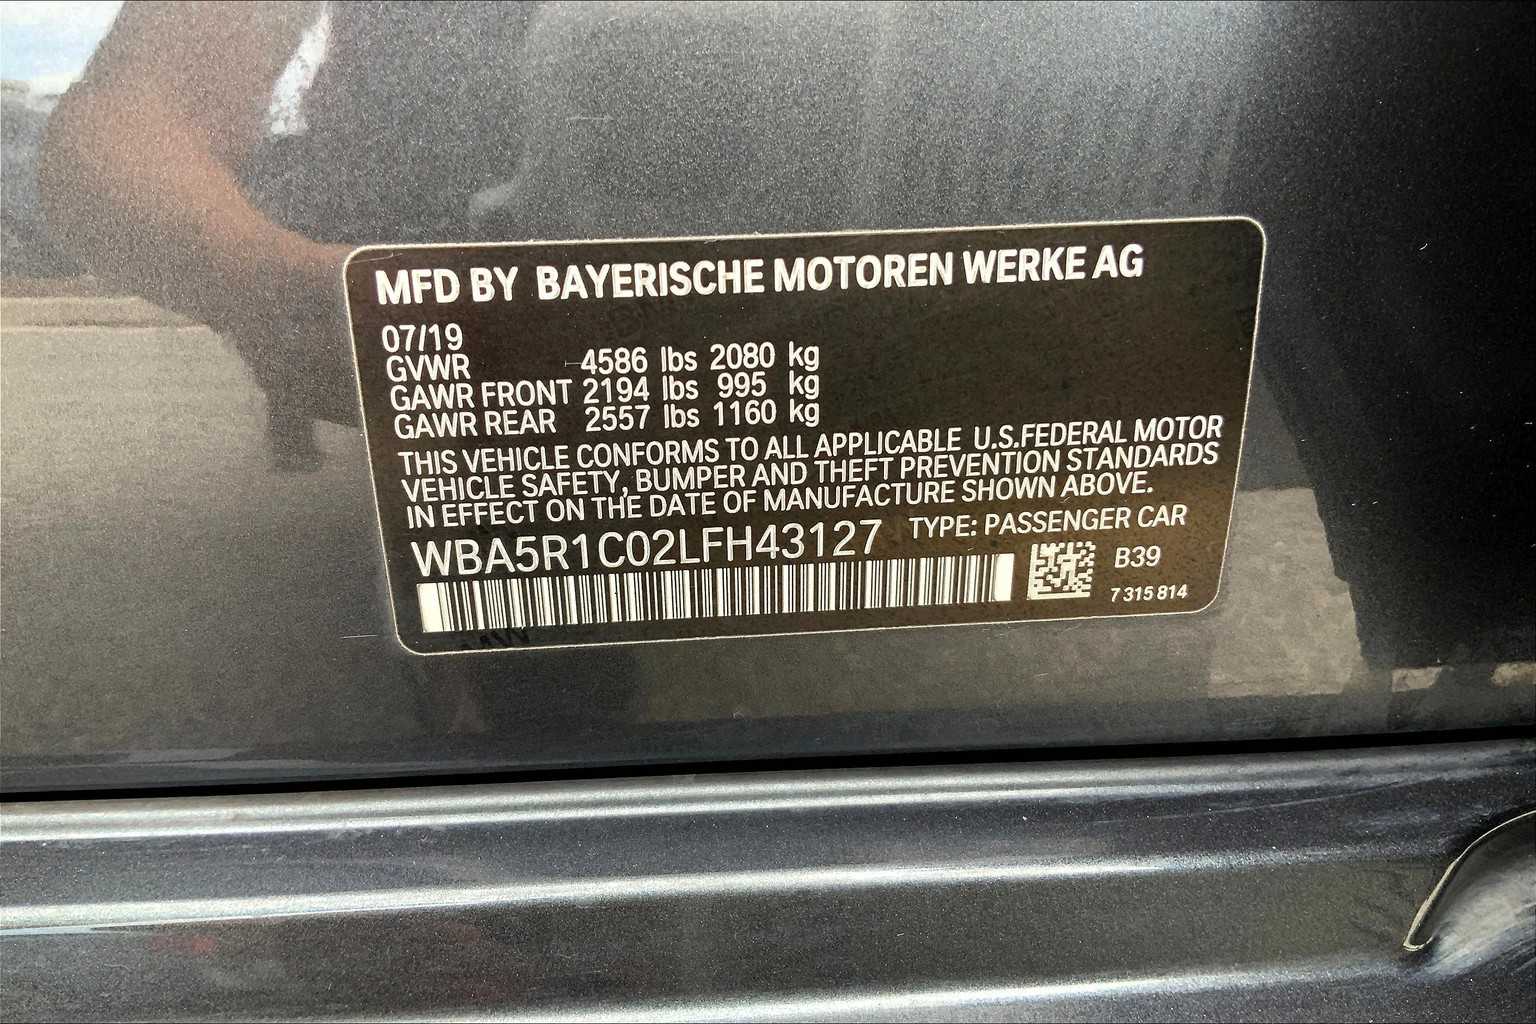 MFD BY BAYERISCHE MOTOREN WERKE AG
07/19
GVWR 4586 lbs 2080 kg
GAWR FRONT 2194 lbs 995 kg
GAWR REAR 2557 lbs 1160 kg
THIS VEHICLE CONFORMS TO ALL APPLICABLE U.S.FEDERAL MOTOR
VEHICLE SAFETY, BUMPER AND THEFT PREVENTION STANDARDS
IN EFFECT ON THE DATE OF MANUFACTURE SHOWN ABOVE.
WBA5R1C02LFH43127 TYPE: PASSENGER CAR
B39
7 315 814